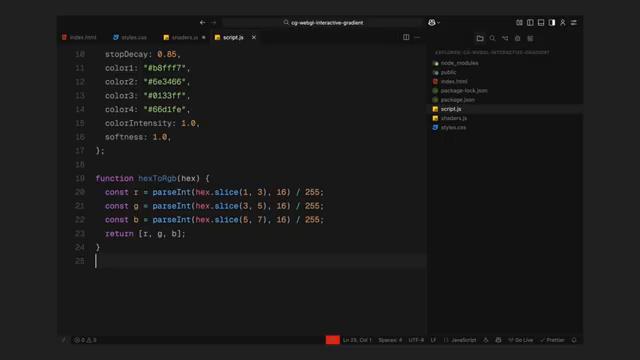 cg-webgl-interactive-gradient
index.html
styles.css
shaders.js
script.js
EXPLORER: CG-WEBGL-INTERACTIVE-GRADIENT
10 stopDecay: 0.85,
11 color1: "#b8fff7",
12 color2: "#6e3466",
13 color3: "#0133ff",
14 color4: "#66d1fe",
15 colorIntensity: 1.0,
16 softness: 1.0,
17 };
18
19 function hexToRgb(hex) {
20 const r = parseInt(hex.slice(1, 3), 16) / 255;
21 const g = parseInt(hex.slice(3, 5), 16) / 255;
22 const b = parseInt(hex.slice(5, 7), 16) / 255;
23 return [r, g, b];
24 }
25
node_modules
public
index.html
package-lock.json
package.json
script.js
shaders.js
styles.css
0 0
Ln 25, Col 1
Spaces: 4
UTF-8
LF
{} JavaScript
Go Live
Prettier